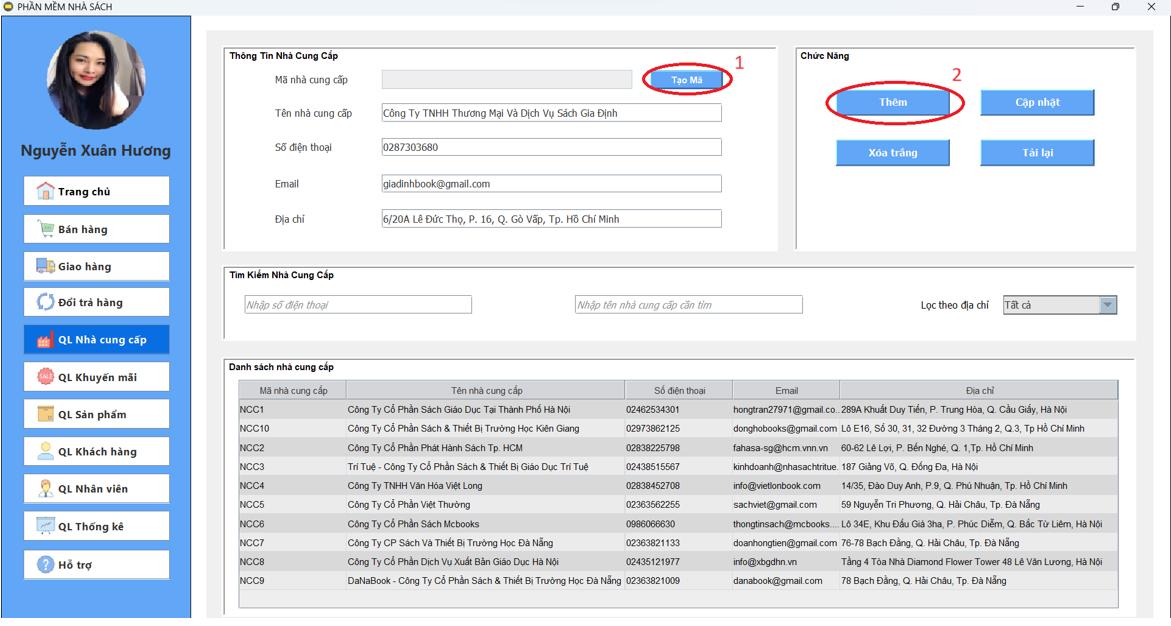 PHẦN MỀM NHÀ SÁCH
Nguyễn Xuân Hương
Trang chủ
Bán hàng
Giao hàng
Đổi trả hàng
QL Nhà cung cấp
QL Khuyến mãi
QL Sản phẩm
QL Khách hàng
QL Nhân viên
QL Thống kê
Hỗ trợ
Thông Tin Nhà Cung Cấp
Mã nhà cung cấp Tạo Mã 1
Tên nhà cung cấp Công Ty TNHH Thương Mại Và Dịch Vụ Sách Gia Định
Số điện thoại 0287303680
Email giadinhbook@gmail.com
Địa chỉ 6/20A Lê Đức Thọ, P. 16, Q. Gò Vấp, Tp. Hồ Chí Minh
Chức Năng
2
Thêm Cập nhật
Xóa trắng Tải lại
Tìm Kiếm Nhà Cung Cấp
Nhập số điện thoại Nhập tên nhà cung cấp cần tìm Lọc theo địa chỉ Tất cả
Danh sách nhà cung cấp
Mã nhà cung cấp Tên nhà cung cấp Số điện thoại Email Địa chỉ
NCC1 Công Ty Cổ Phần Sách Giáo Dục Tại Thành Phố Hà Nội 02462534301 hongtran27971@gmail.co... 289A Khuất Duy Tiến, P. Trung Hòa, Q. Cầu Giấy, Hà Nội
NCC10 Công Ty Cổ Phần Sách & Thiết Bị Trường Học Kiên Giang 02973862125 donghobooks@gmail.com Lô E16, Số 30, 31, 32 Đường 3 Tháng 2, Q.3, Tp Hồ Chí Minh
NCC2 Công Ty Cổ Phần Phát Hành Sách Tp. HCM 02838225798 fahasa-sg@hcm.vnn.vn 60-62 Lê Lợi, P. Bến Nghé, Q. 1,Tp. Hồ Chí Minh
NCC3 Trí Tuệ - Công Ty Cổ Phần Sách & Thiết Bị Giáo Dục Trí Tuệ 02438515567 kinhdoanh@nhasachtritue. 187 Giảng Võ, Q. Đống Đa, Hà Nội
NCC4 Công Ty TNHH Văn Hóa Việt Long 02838452708 info@vietlonbook.com 14/35, Đào Duy Anh, P.9, Q. Phú Nhuận, Tp. Hồ Chí Minh
NCC5 Công Ty Cổ Phần Việt Thường 02363562255 sachviet@gmail.com 59 Nguyễn Tri Phương, Q. Hải Châu, Tp. Đà Nẵng
NCC6 Công Ty Cổ Phần Sách Mcbooks 0986066630 thongtinsach@mcbooks.... Lô 34E, Khu Đấu Giá 3ha, P. Phúc Diễm, Q. Bắc Từ Liêm, Hà Nội
NCC7 Công Ty CP Sách Và Thiết Bị Trường Học Đà Nẵng 02363821133 doanhongtien@gmail.com 76-78 Bạch Đằng, Q. Hải Châu, Tp. Đà Nẵng
NCC8 Công Ty Cổ Phần Dịch Vụ Xuất Bản Giáo Dục Hà Nội 02435121977 info@xbgdhn.vn Tầng 4 Tòa Nhà Diamond Flower Tower 48 Lê Văn Lương, Hà Nội
NCC9 DaNaBook - Công Ty Cổ Phần Sách & Thiết Bị Trường Học Đà Nẵng 02363821009 danabook@gmail.com 78 Bạch Đằng, Q. Hải Châu, Tp. Đà Nẵng